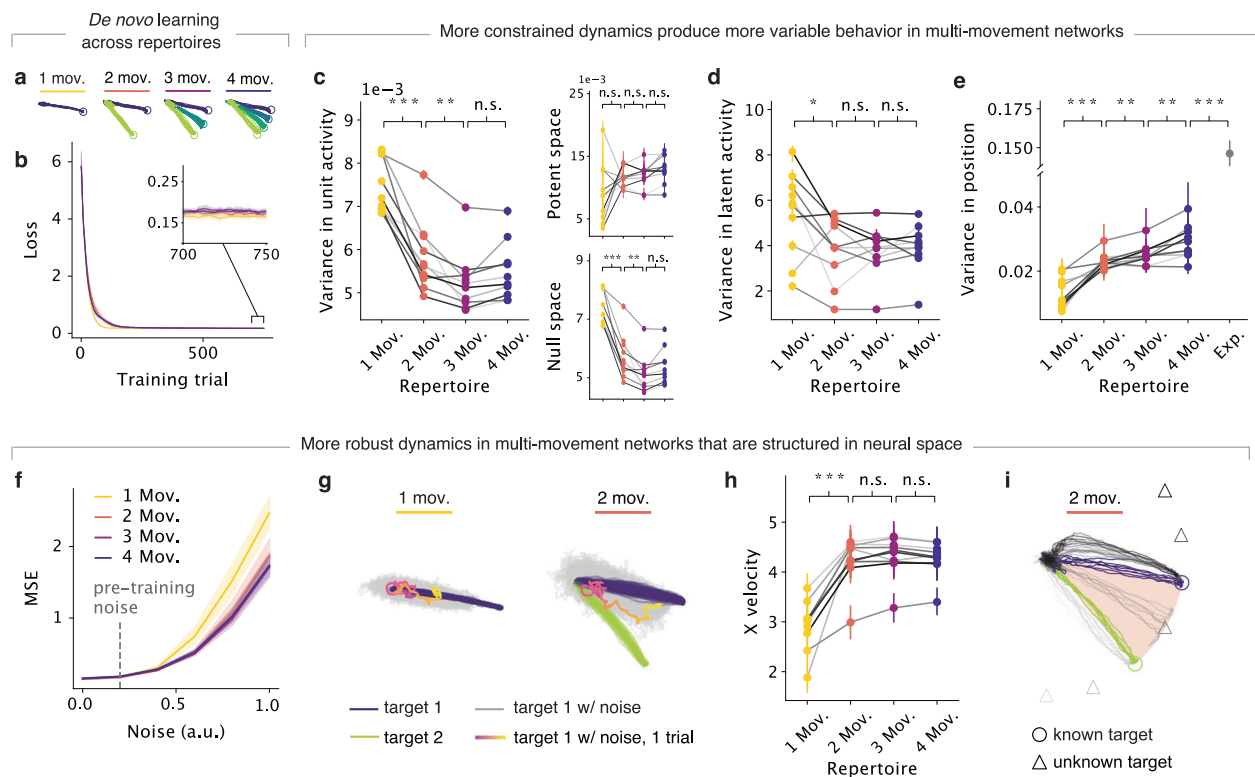 De novo learning
across repertoires
More constrained dynamics produce more variable behavior in multi-movement networks
a
1 mov.
2 mov.
3 mov.
4 mov.
b
Loss
6
4
2
0
0.25
0.15
700
750
0
500
Training trial
c
1e−3
Variance in unit activity
9
8
7
6
5
* * *
* *
n.s.
1 Mov.
2 Mov.
3 Mov.
4 Mov.
Repertoire
1e−3
Potent space
n.s.
n.s.
n.s.
25
15
5
Null space
***
**
n.s.
9
7
5
d
Variance in latent activity
10
8
6
4
2
*
n.s.
n.s.
1 Mov.
2 Mov.
3 Mov.
4 Mov.
Repertoire
e
Variance in position
0.175
0.150
0.04
0.02
* * *
* *
* *
* * *
1 Mov.
2 Mov.
3 Mov.
4 Mov.
Exp.
Repertoire
More robust dynamics in multi-movement networks that are structured in neural space
f
MSE
2
1
1 Mov.
2 Mov.
3 Mov.
4 Mov.
pre−training
noise
0.0
0.5
1.0
Noise (a.u.)
g
1 mov.
2 mov.
target 1
target 1 w/ noise
target 2
target 1 w/ noise, 1 trial
h
X velocity
5
4
3
2
* * *
n.s.
n.s.
1 Mov.
2 Mov.
3 Mov.
4 Mov.
Repertoire
i
2 mov.
known target
unknown target